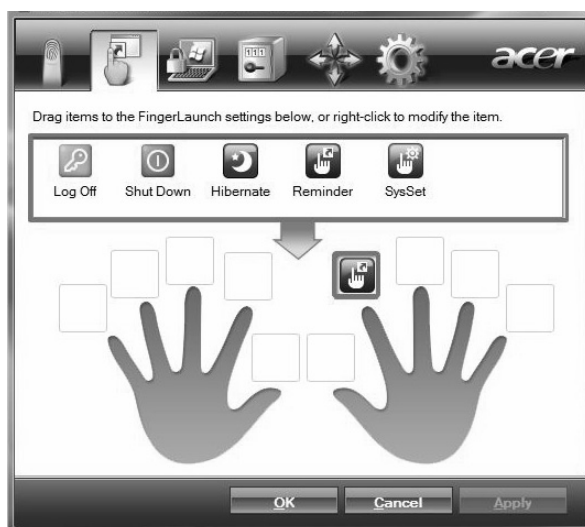 acer
Drag items to the FingerLaunch settings below, or right-click to modify the item.
Log Off Shut Down Hibernate Reminder SysSet
OK Cancel Apply